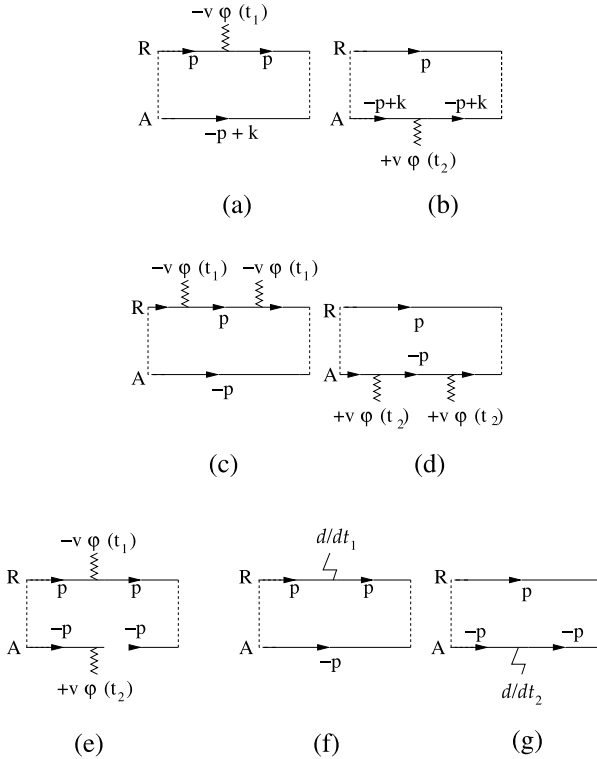 −v φ (t₁)
R p p
R p
A −p + k
−p+k −p+k
A
+v φ (t₂)
(a) (b)
−v φ (t₁) −v φ (t₁)
R p
R p
A −p
−p
A
+v φ (t₂) +v φ (t₂)
(c) (d)
−v φ (t₁)
d/dt₁
R p p
R p p
R p
−p −p
A
A −p
−p −p
A
+v φ (t₂)
d/dt₂
(e) (f) (g)